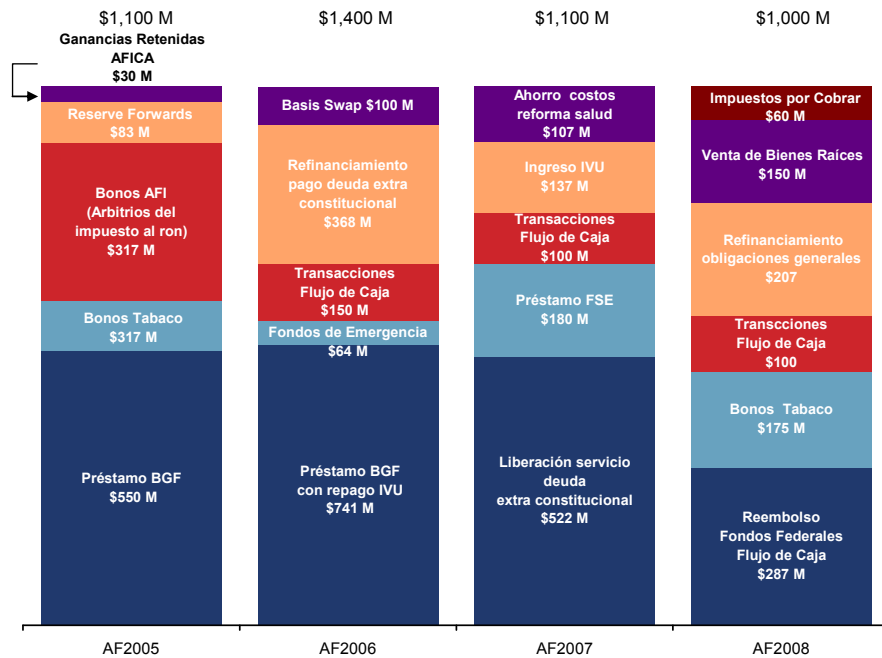 $1,100 M
$1,400 M
$1,100 M
$1,000 M
Ganancias Retenidas
AFICA
$30 M
Reserve Forwards
$83 M
Bonos AFI
(Arbitrios del
impuesto al ron)
$317 M
Bonos Tabaco
$317 M
Préstamo BGF
$550 M
Basis Swap $100 M
Refinanciamiento
pago deuda extra
constitucional
$368 M
Transacciones
Flujo de Caja
$150 M
Fondos de Emergencia
$64 M
Préstamo BGF
con repago IVU
$741 M
Ahorro costos
reforma salud
$107 M
Ingreso IVU
$137 M
Transacciones
Flujo de Caja
$100 M
Préstamo FSE
$180 M
Liberación servicio
deuda
extra constitucional
$522 M
Impuestos por Cobrar
$60 M
Venta de Bienes Raíces
$150 M
Refinanciamiento
obligaciones generales
$207
Transcciones
Flujo de Caja
$100
Bonos Tabaco
$175 M
Reembolso
Fondos Federales
Flujo de Caja
$287 M
AF2005
AF2006
AF2007
AF2008